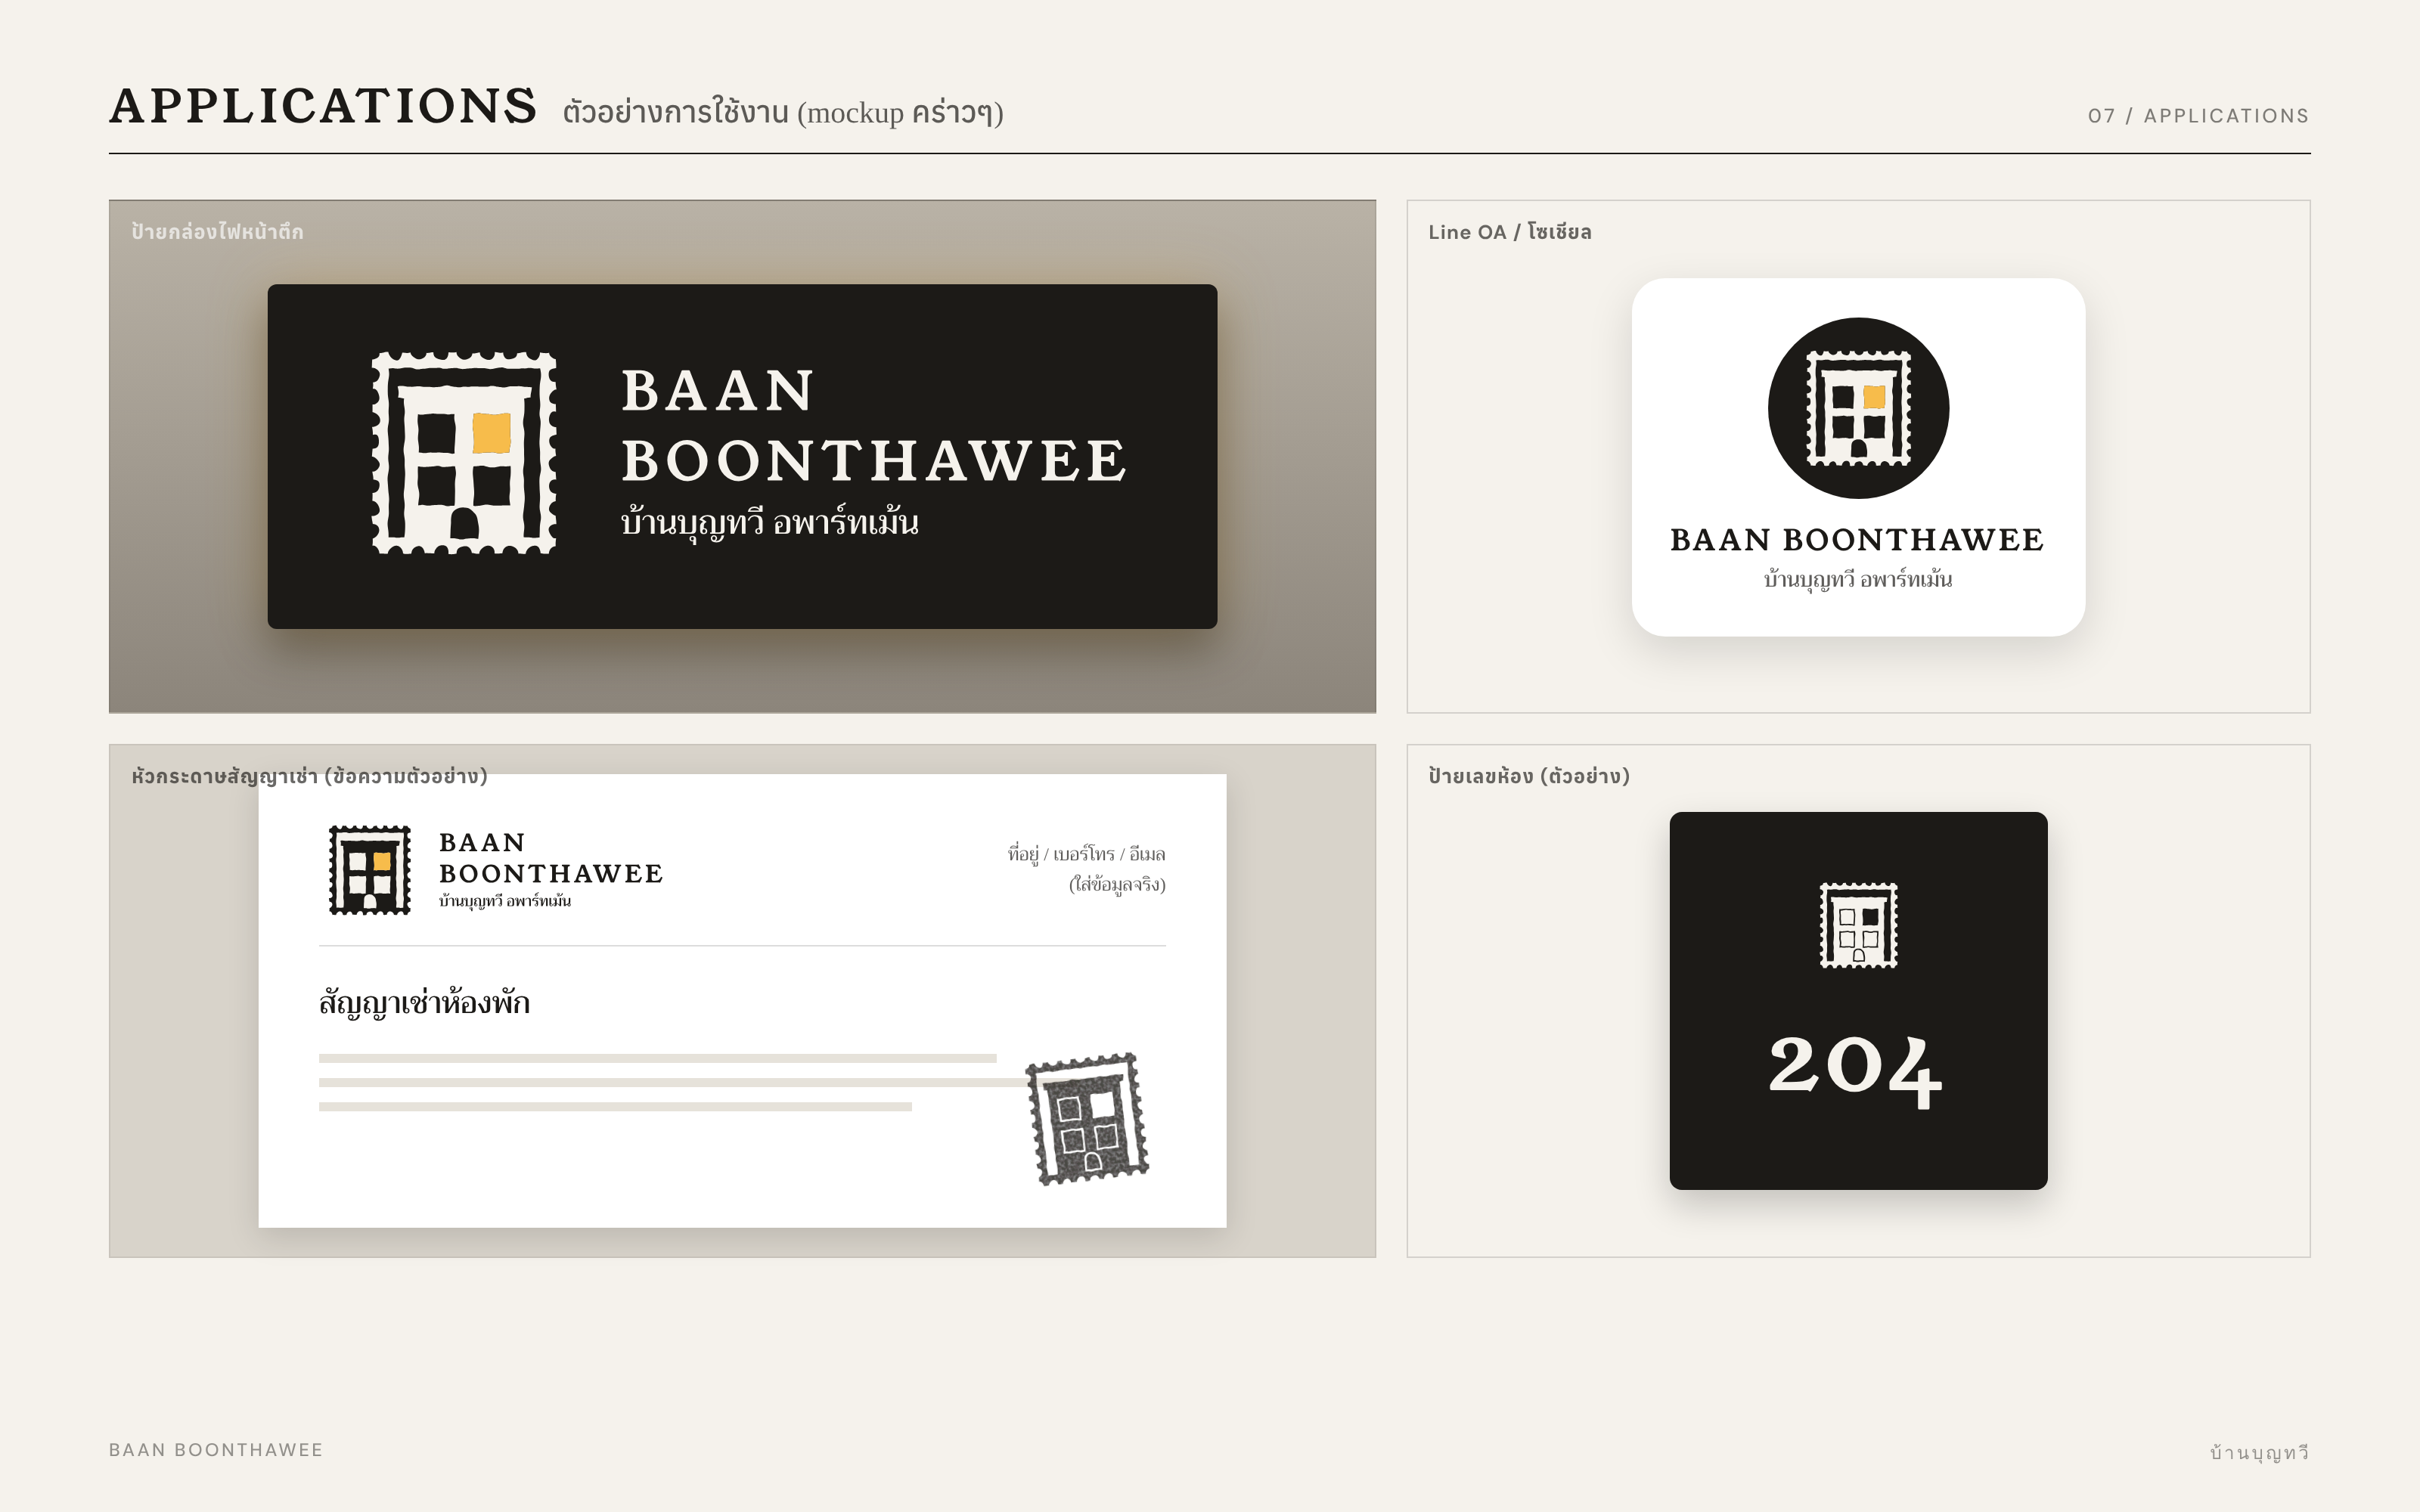 APPLICATIONS ตัวอย่างการใช้งาน (mockup คร่าวๆ)
07 / APPLICATIONS
ป้ายกล่องไฟหน้าตึก
BAAN
BOONTHAWEE
บ้านบุญทวี อพาร์ทเม้น
Line OA / โซเชียล
BAAN BOONTHAWEE
บ้านบุญทวี อพาร์ทเม้น
หัวกระดาษสัญญาเช่า (ข้อความตัวอย่าง)
BAAN
BOONTHAWEE
บ้านบุญทวี อพาร์ทเม้น
ที่อยู่ / เบอร์โทร / อีเมล
(ใส่ข้อมูลจริง)
สัญญาเช่าห้องพัก
ป้ายเลขห้อง (ตัวอย่าง)
204
BAAN BOONTHAWEE
บ้านบุญทวี